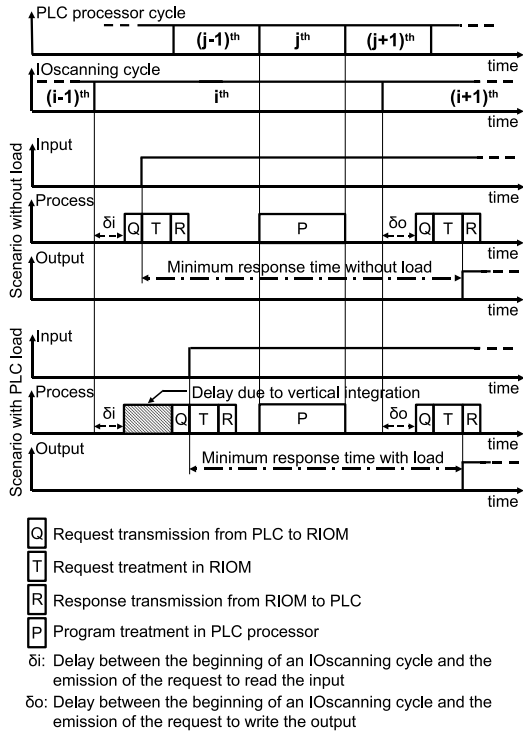 PLC processor cycle
(j-1)th jth (j+1)th
time
IOscanning cycle
(i-1)th ith (i+1)th
time
Scenario without load
Input
time
Process
δi Q T R P δo Q T R
time
Output
Minimum response time without load
time
Scenario with PLC load
Input
time
Process
Delay due to vertical integration
δi Q T R P δo Q T R
time
Output
Minimum response time with load
time
Q Request transmission from PLC to RIOM
T Request treatment in RIOM
R Response transmission from RIOM to PLC
P Program treatment in PLC processor
δi: Delay between the beginning of an IOscanning cycle and the
emission of the request to read the input
δo: Delay between the beginning of an IOscanning cycle and the
emission of the request to write the output